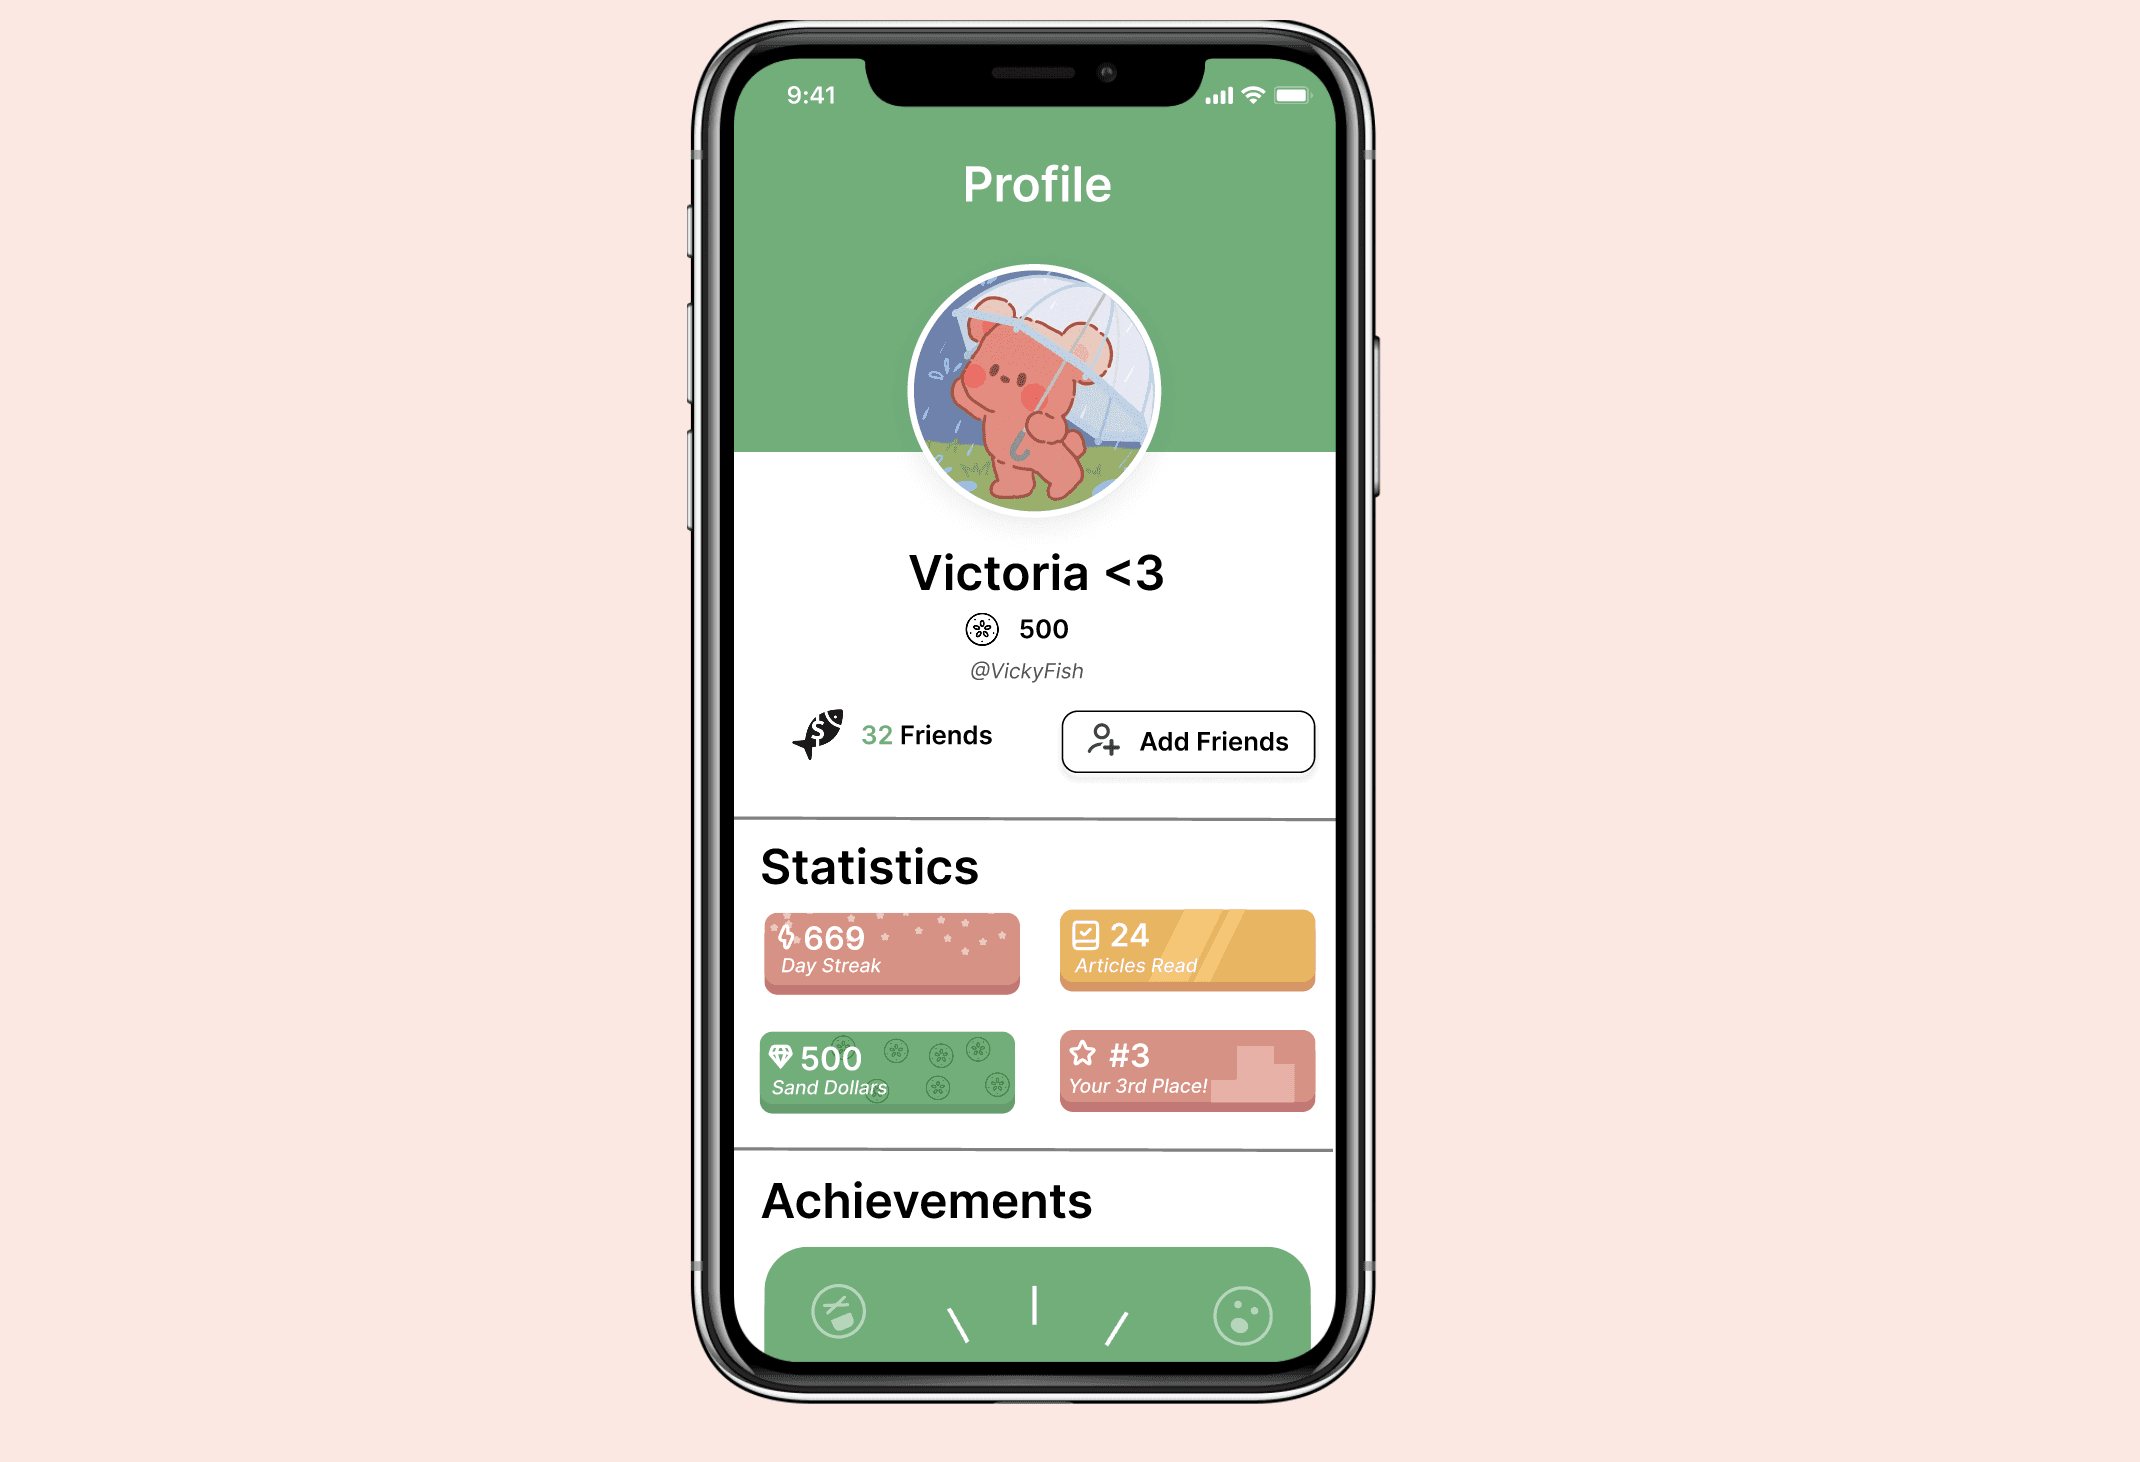 9:41
Profile
Victoria <3
500
@VickyFish
32 Friends
Add Friends
Statistics
669
Day Streak
24
Articles Read
500
Sand Dollars
#3
Your 3rd Place!
Achievements